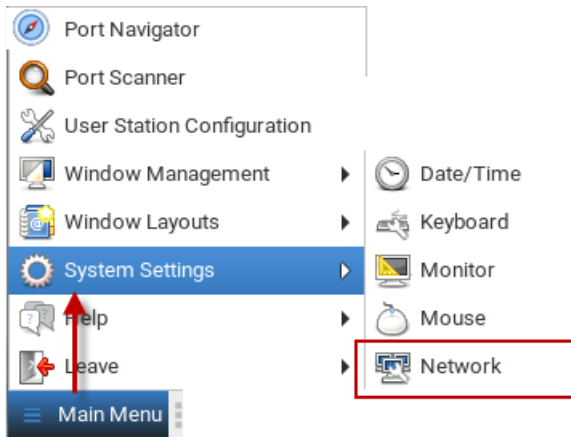 Port Navigator
Port Scanner
User Station Configuration
Window Management
Window Layouts
System Settings
Help
Leave
Main Menu
Date/Time
Keyboard
Monitor
Mouse
Network